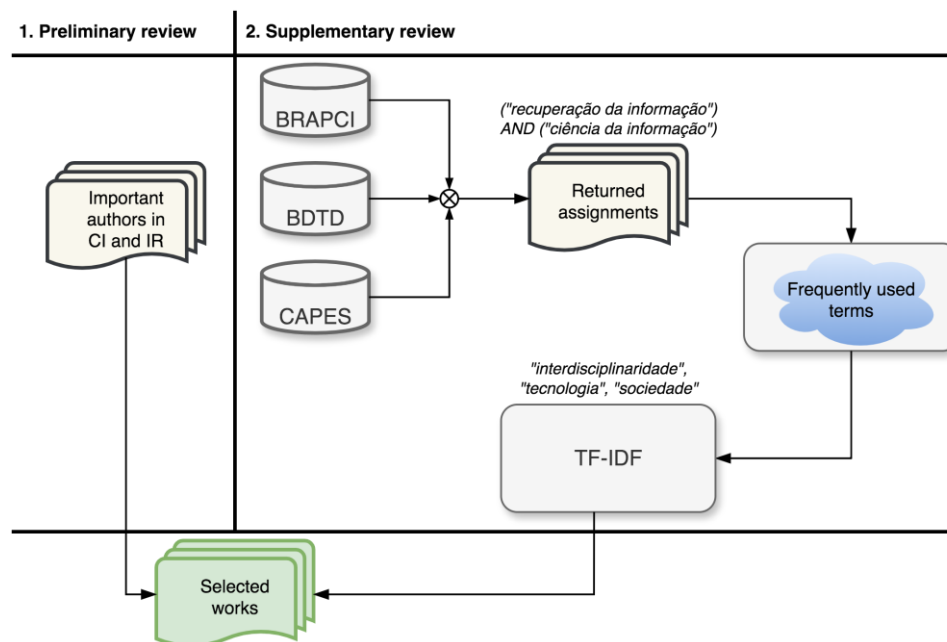 1. Preliminary review
2. Supplementary review
BRAPCI
("recuperação da informação")
AND ("ciência da informação")
Important
authors in
CI and IR
BDTD
Returned
assignments
CAPES
Frequently used
terms
"interdisciplinaridade",
"tecnologia", "sociedade"
TF-IDF
Selected
works